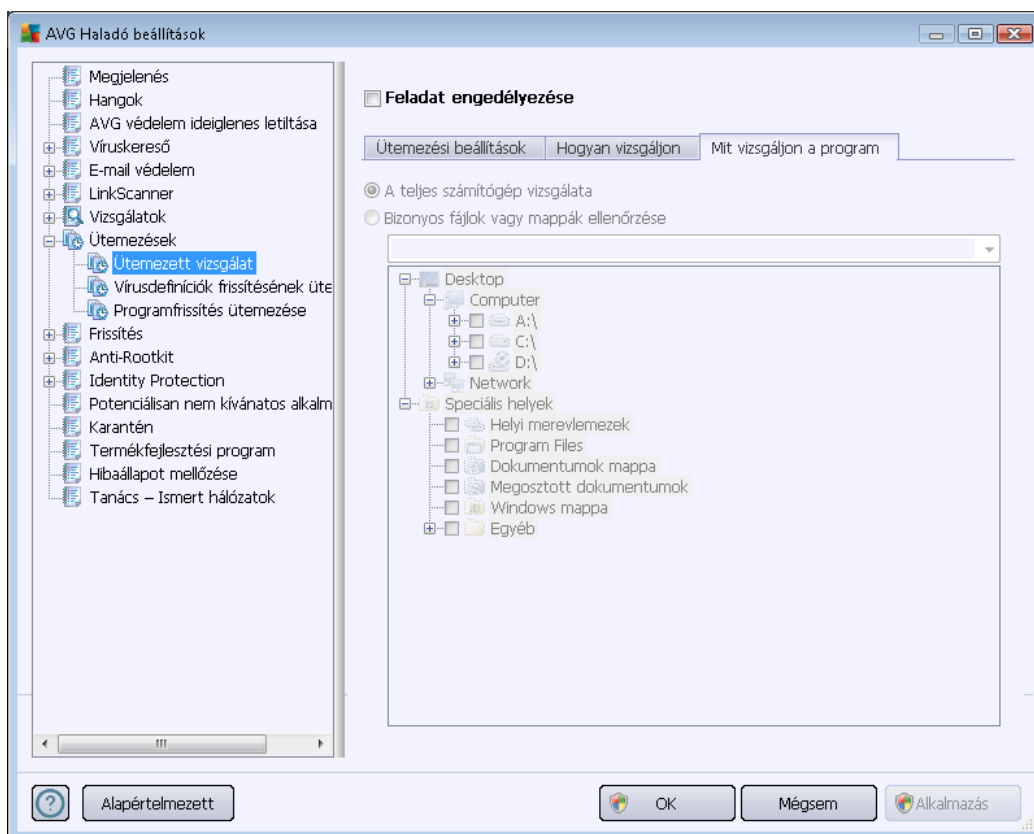 AVG Haladó beállítások
Megjelenés
Hangok
AVG védelem ideiglenes letiltása
Víruskereső
E-mail védelem
LinkScanner
Vizsgálatok
Ütemezések
Ütemezett vizsgálat
Vírusdefiníciók frissítésének üte
Programfrissítés ütemezése
Frissítés
Anti-Rootkit
Identity Protection
Potenciálisan nem kívánatos alkalm
Karantén
Termékfejlesztési program
Hibaállapot mellőzése
Tanács – Ismert hálózatok
Feladat engedélyezése
Ütemezési beállítások
Hogyan vizsgáljon
Mit vizsgáljon a program
A teljes számítógép vizsgálata
Bizonyos fájlok vagy mappák ellenőrzése
Desktop
Computer
A:\
C:\
D:\
Network
Speciális helyek
Helyi merevlemezek
Program Files
Dokumentumok mappa
Megosztott dokumentumok
Windows mappa
Egyéb
Alapértelmezett
OK
Mégsem
Alkalmazás